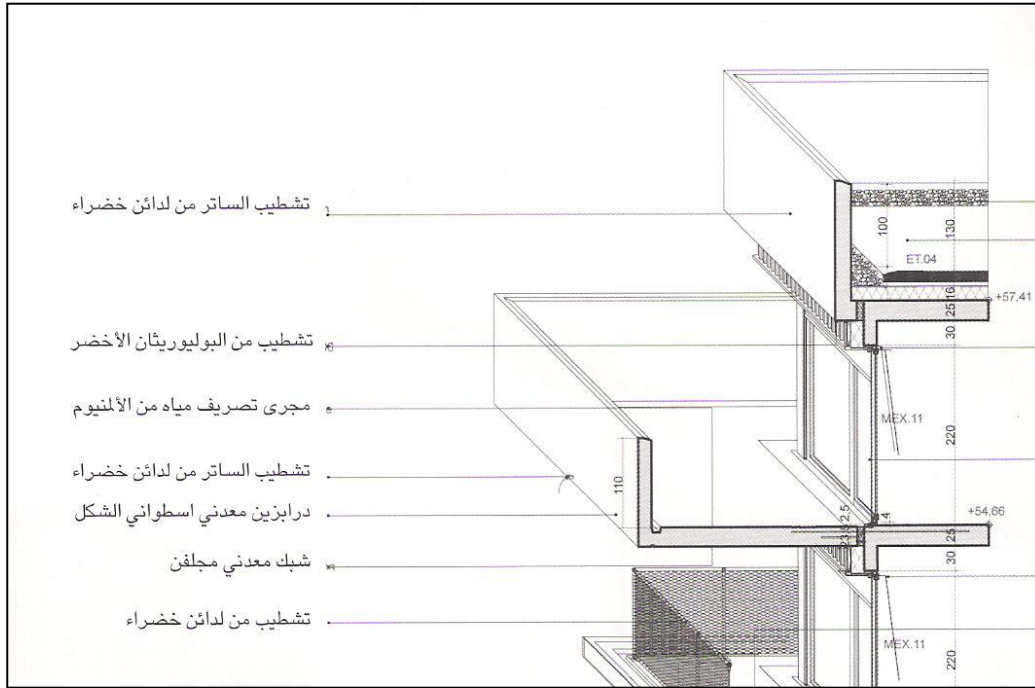 تشطيب الساتر من لدائن خضراء
تشطيب من البوليوريثان الأخضر
مجرى تصريف مياه من الألمنيوم
تشطيب الساتر من لدائن خضراء
درابزين معدني اسطواني الشكل
شبك معدني مجلفن
تشطيب من لدائن خضراء
100
130
ET.04
16
+57,41
25
30
MEX.11
220
110
2,5
4
+54,66
25
30
MEX.11
220